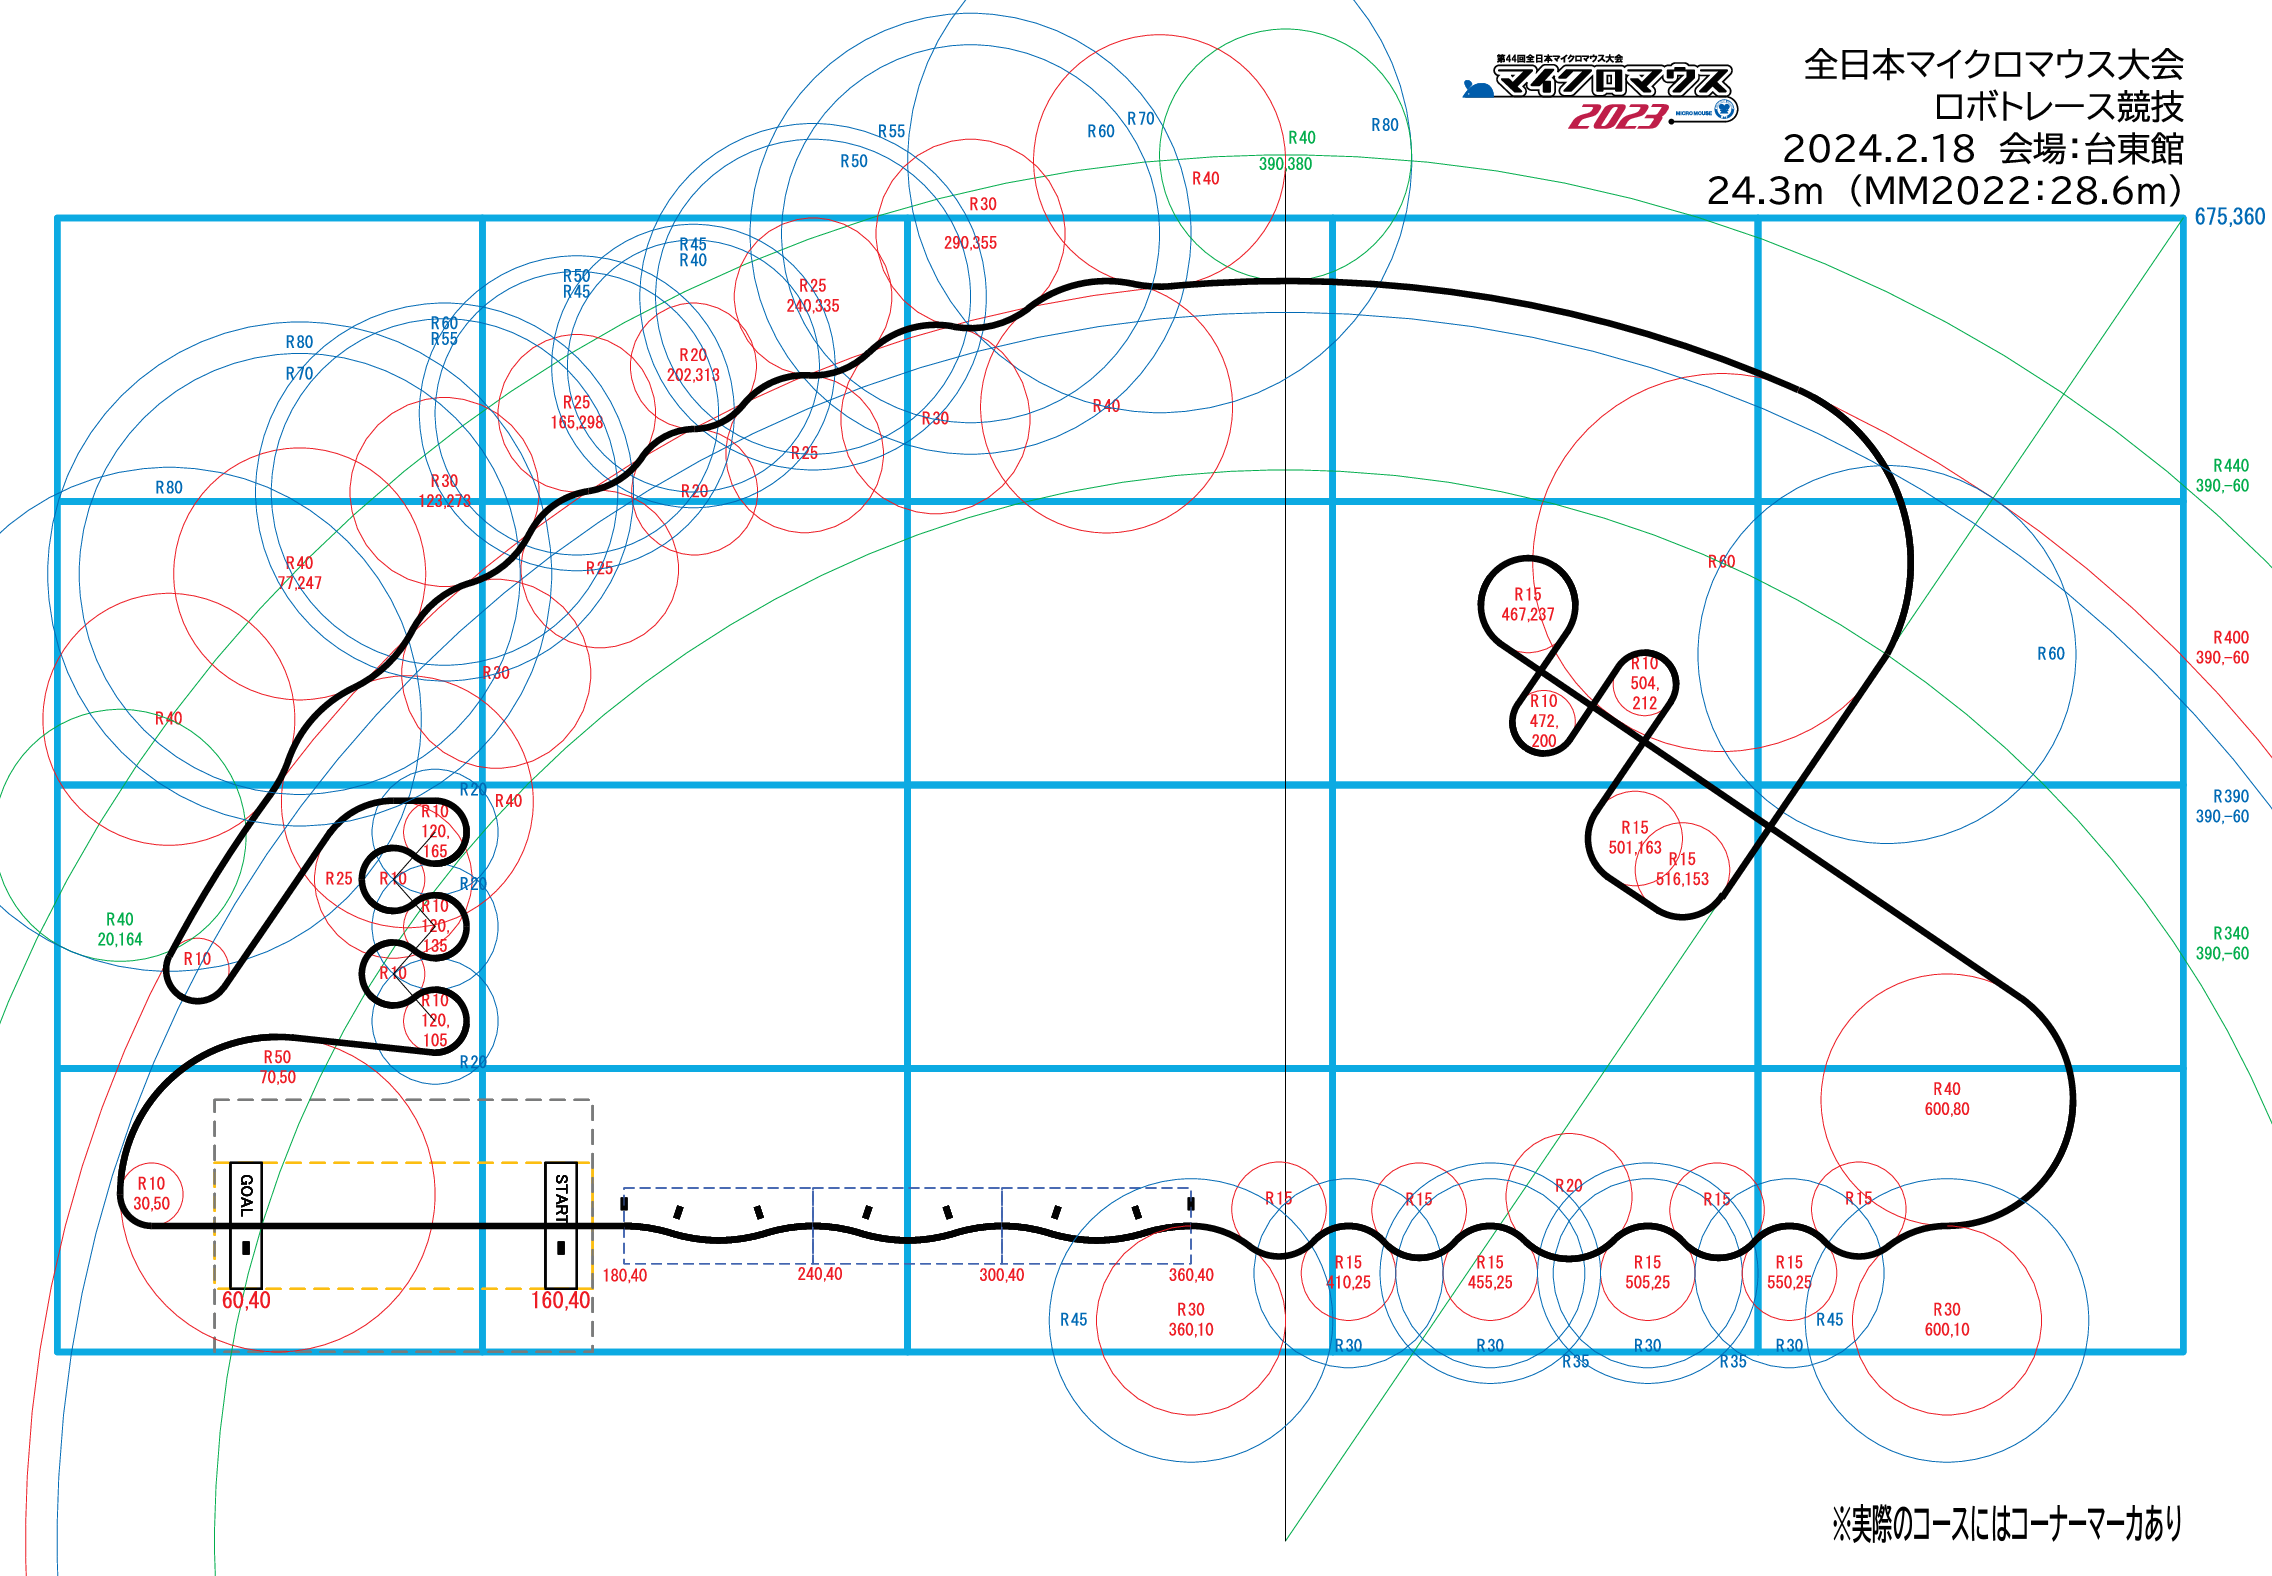 第44回全日本マイクロマウス大会
マイクロマウス
2023
MICROMOUSE
全日本マイクロマウス大会
ロボトレース競技
2024.2.18 会場:台東館
24.3m (MM2022:28.6m)
675,360
R55
R50
R60
R70
R80
R40
390,380
R40
R30
290,355
R45
R40
R50
R45
R25
240,335
R60
R55
R80
R70
R20
202,313
R25
165,298
R30
R40
R25
R30
123,273
R20
R80
R40
77,247
R25
R30
R40
R60
R440
390,-60
R400
390,-60
R60
R15
467,237
R10
504,
212
R10
472,
200
R390
390,-60
R20
R40
R10
120,
165
R15
501,163
R15
516,153
R25
R10
R20
R10
120,
135
R40
20,164
R10
R10
R340
390,-60
R10
120,
105
R20
R50
70,50
R40
600,80
R10
30,50
GOAL
START
60,40
160,40
180,40
240,40
300,40
360,40
R15
R15
R20
R15
R15
R15
410,25
R15
455,25
R15
505,25
R15
550,25
R45
R30
360,10
R30
R30
R35
R30
R35
R30
R45
R30
600,10
※実際のコースにはコーナーマーカあり